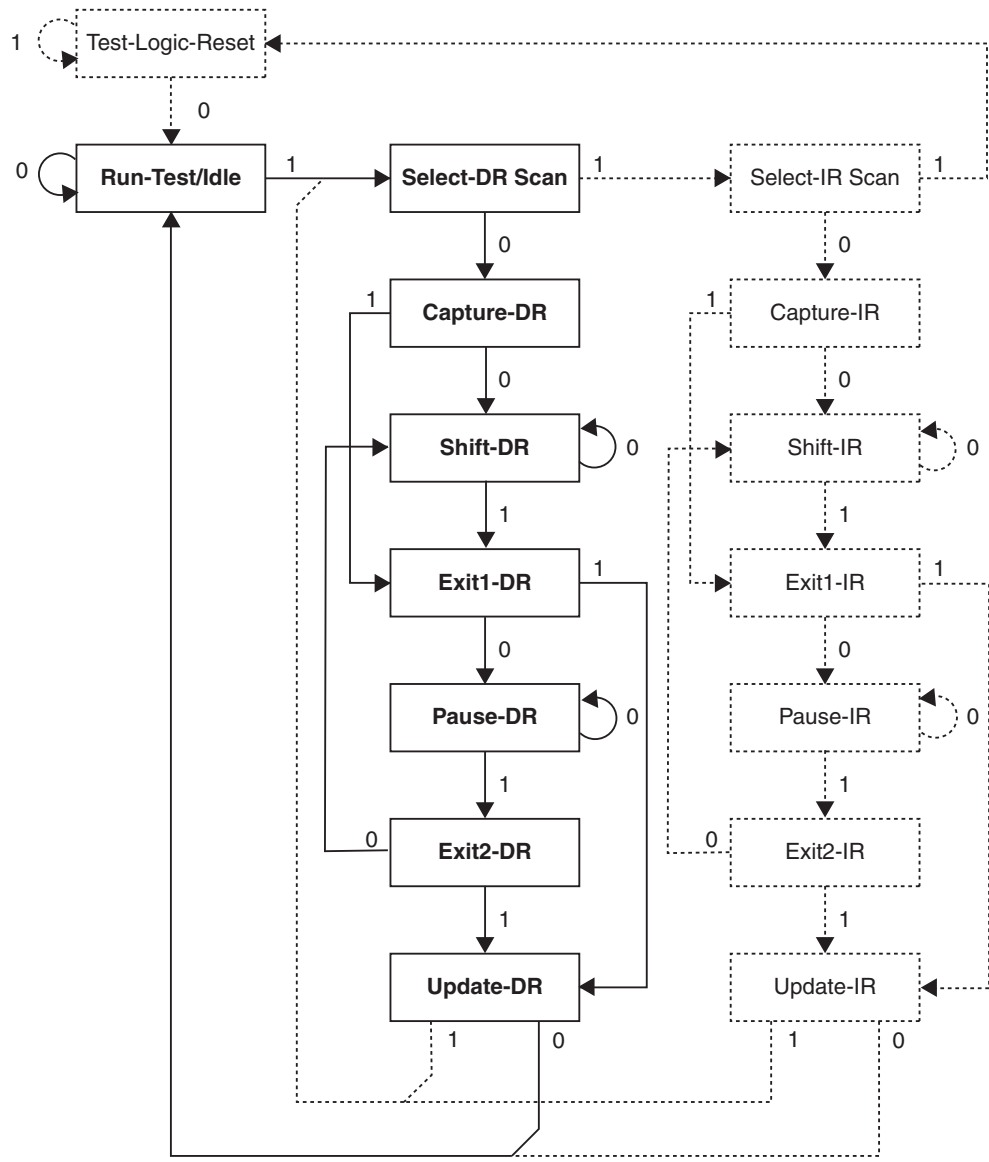 1 Test-Logic-Reset
0
0 Run-Test/Idle 1 Select-DR Scan 1 Select-IR Scan 1
0 0
1 Capture-DR 1 Capture-IR
0 0
Shift-DR 0 Shift-IR 0
1 1
Exit1-DR 1 Exit1-IR 1
0 0
Pause-DR 0 Pause-IR 0
1 1
0 Exit2-DR 0 Exit2-IR
1 1
Update-DR Update-IR
1 0 1 0